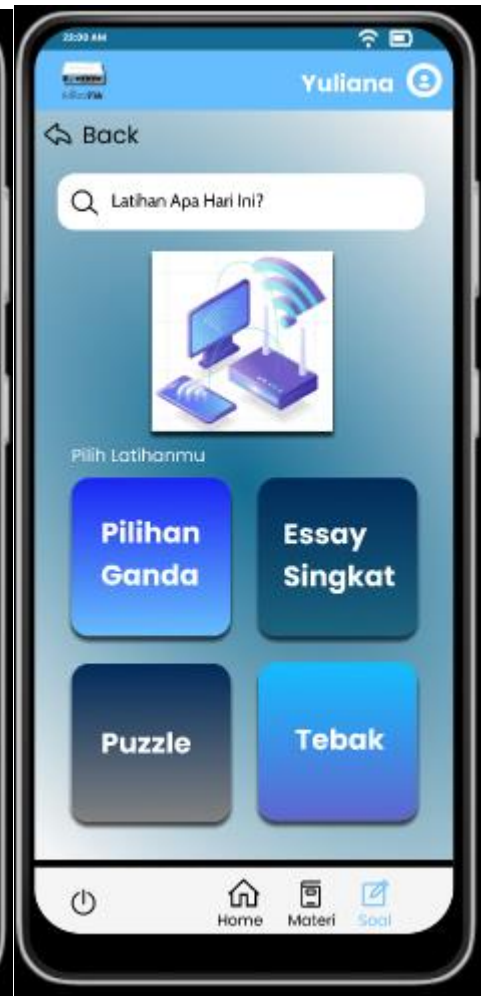 Yuliana
Back
Latihan Apa Hari Ini?
Pilih Latihanmu
Pilihan
Ganda
Essay
Singkat
Puzzle
Tebak
Home
Materi
Soal